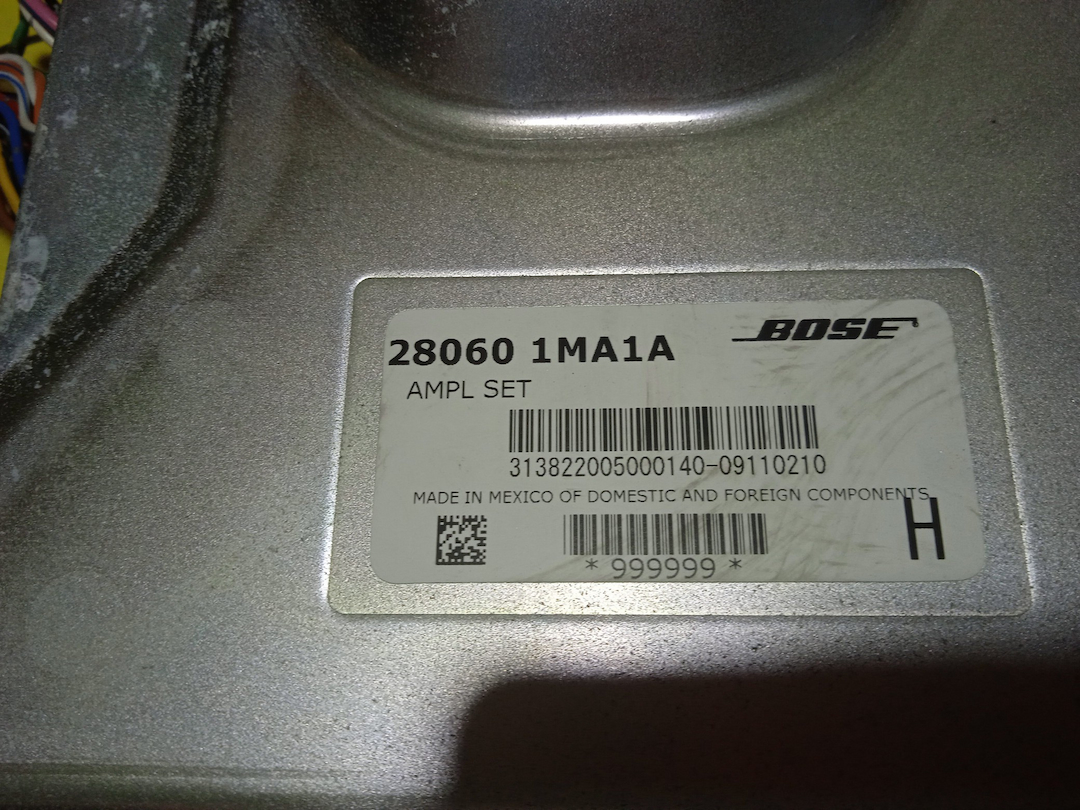 BOSE
28060 1MA1A
AMPL SET
313822005000140-09110210
MADE IN MEXICO OF DOMESTIC AND FOREIGN COMPONENTS
H
* 999999 *